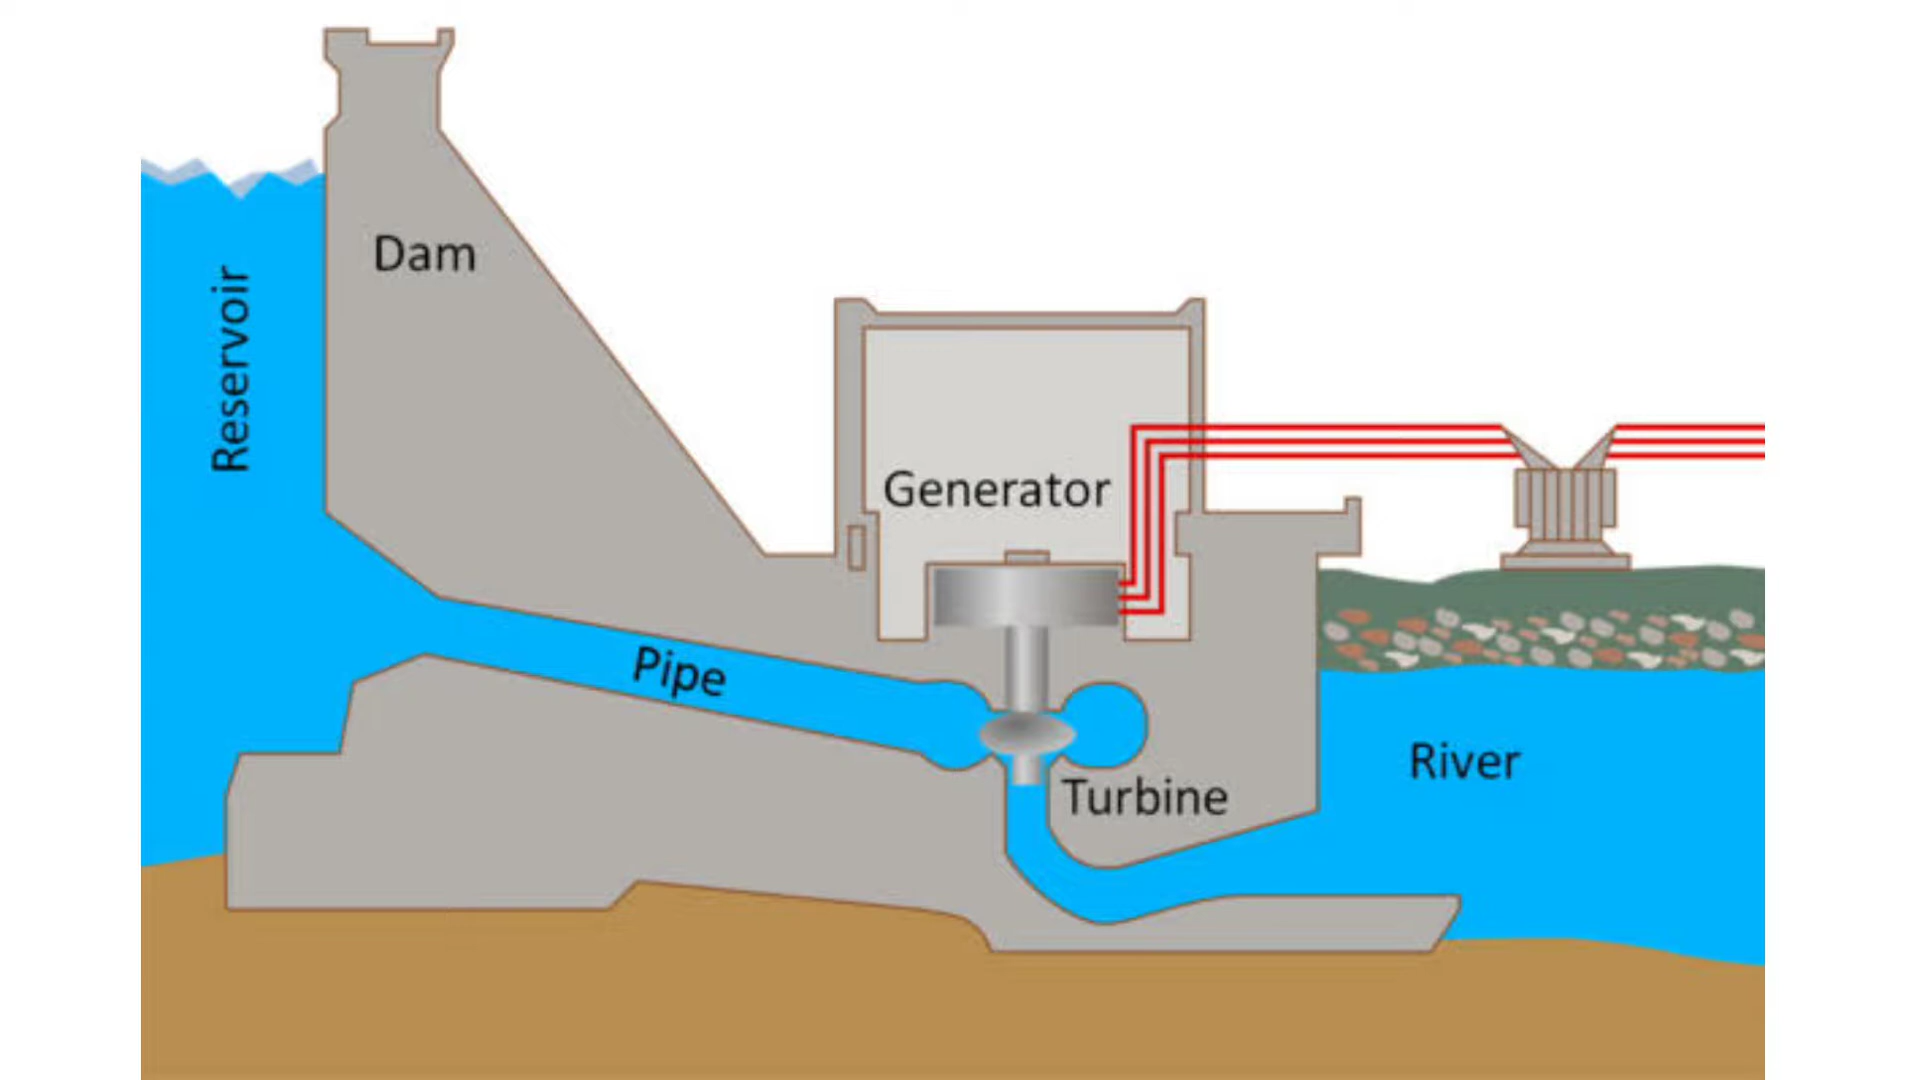 Dam
Reservoir
Generator
Pipe
River
Turbine